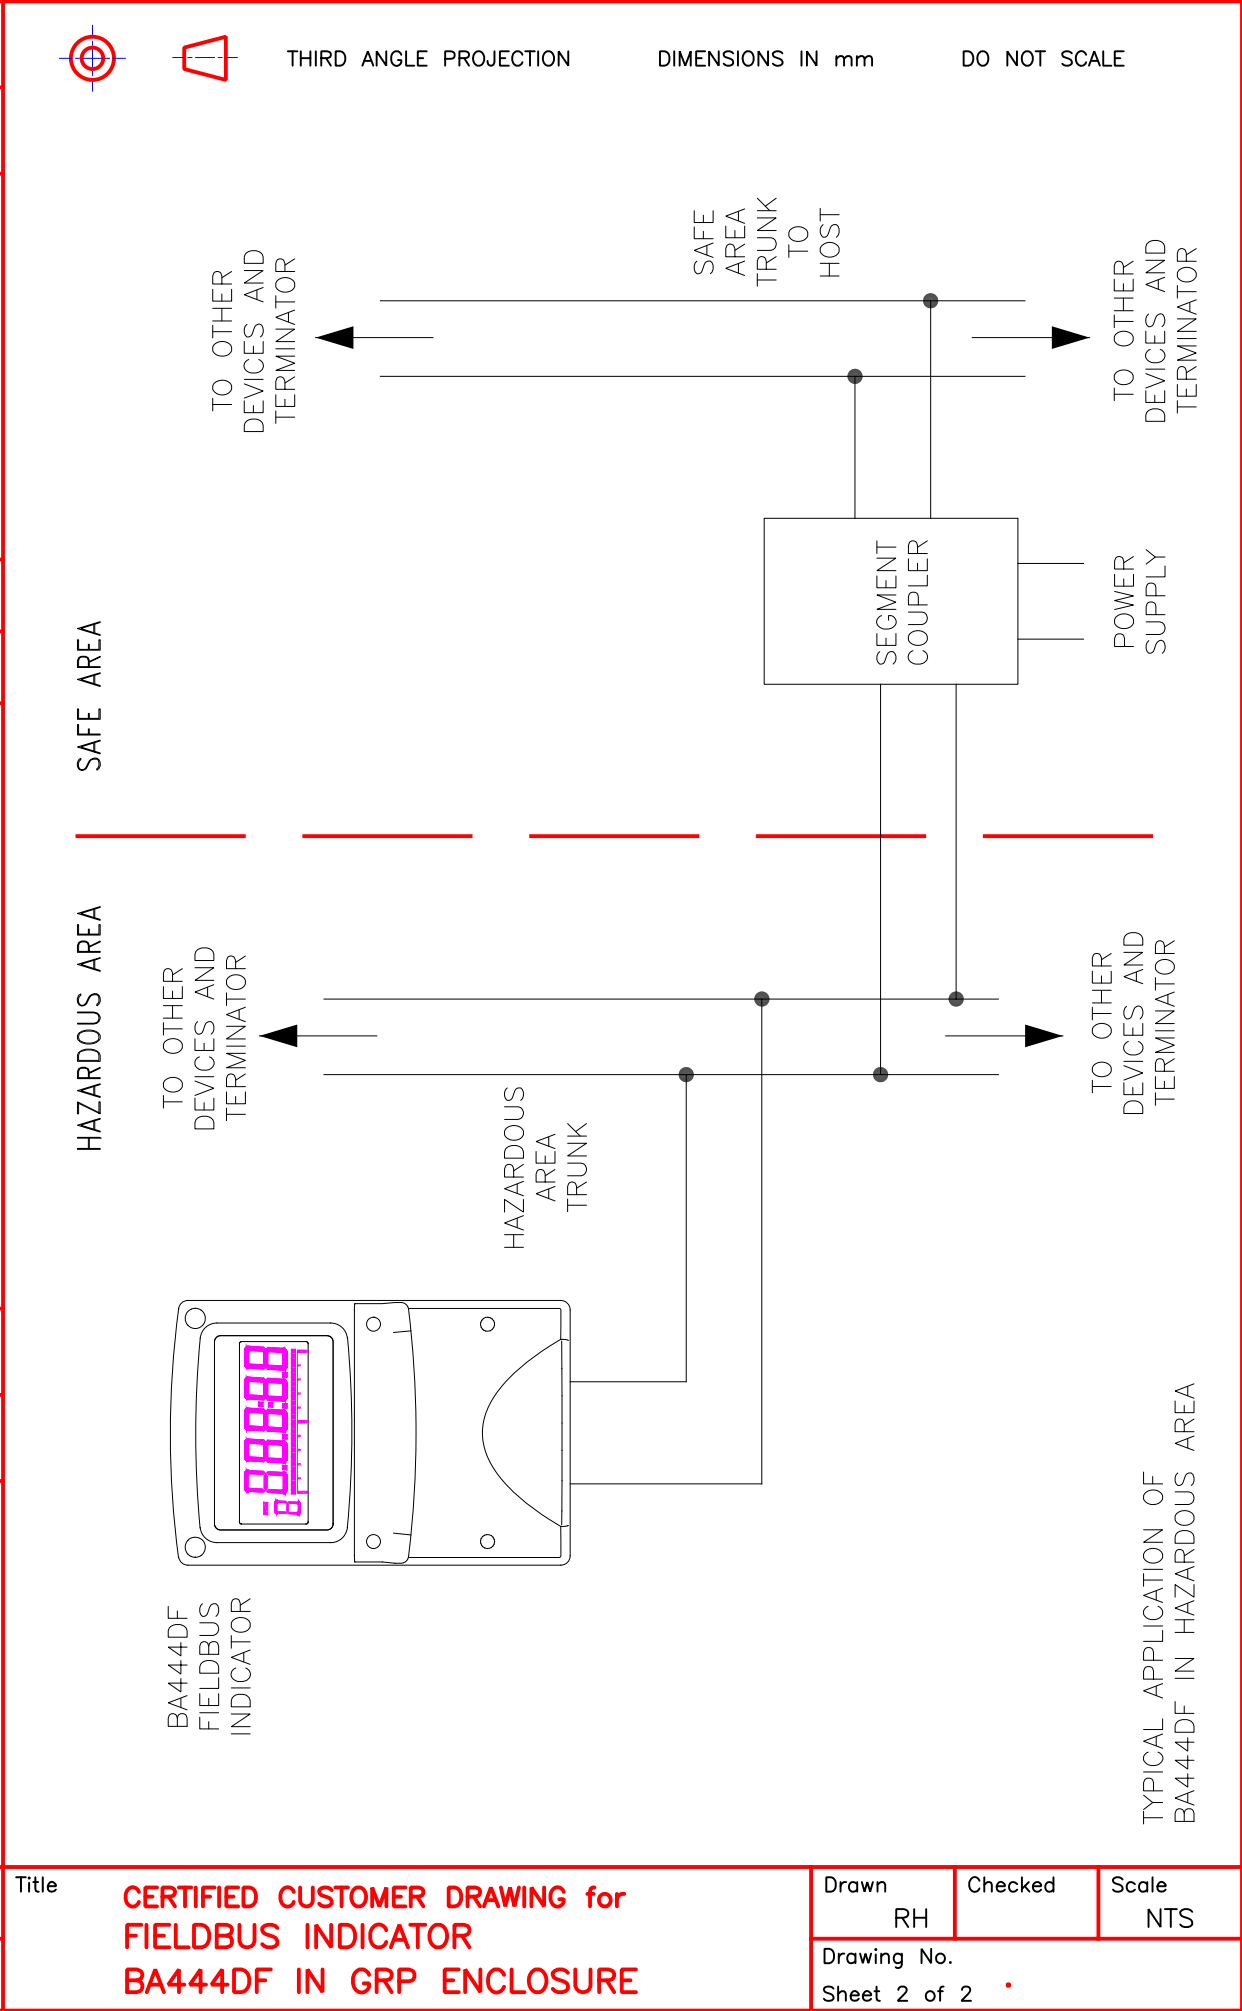 THIRD ANGLE PROJECTION
DIMENSIONS IN mm
DO NOT SCALE
SAFE AREA
TO OTHER
DEVICES AND
TERMINATOR
SAFE
AREA
TRUNK
TO
HOST
TO OTHER
DEVICES AND
TERMINATOR
SEGMENT
COUPLER
POWER
SUPPLY
HAZARDOUS AREA
TO OTHER
DEVICES AND
TERMINATOR
HAZARDOUS
AREA
TRUNK
TO OTHER
DEVICES AND
TERMINATOR
-8.8.8:8.8
8
BA444DF
FIELDBUS
INDICATOR
TYPICAL APPLICATION OF
BA444DF IN HAZARDOUS AREA
Title
CERTIFIED CUSTOMER DRAWING for
FIELDBUS INDICATOR
BA444DF IN GRP ENCLOSURE
Drawn
RH
Checked
Scale
NTS
Drawing No.
Sheet 2 of 2